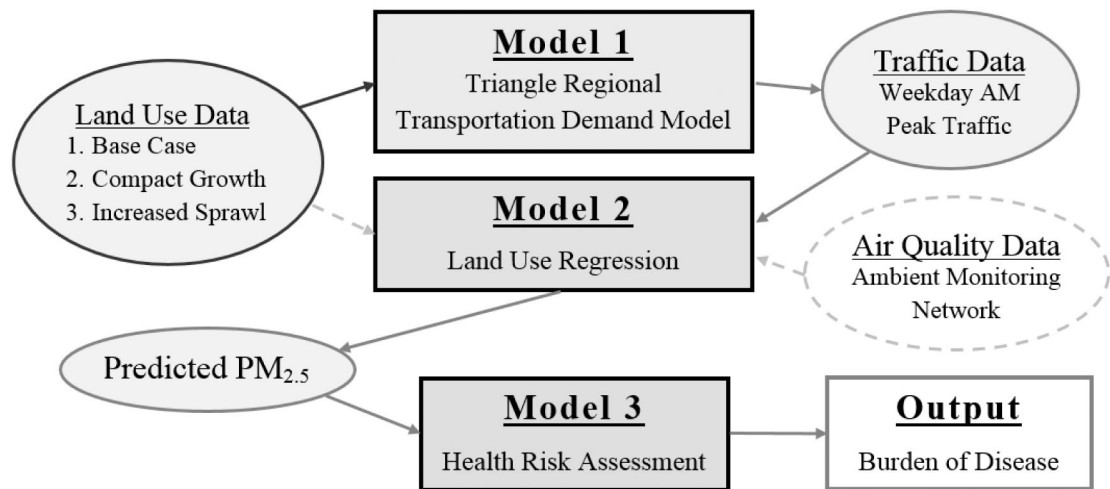 Land Use Data
1. Base Case
2. Compact Growth
3. Increased Sprawl
Model 1
Triangle Regional
Transportation Demand Model
Traffic Data
Weekday AM
Peak Traffic
Model 2
Land Use Regression
Air Quality Data
Ambient Monitoring
Network
Predicted PM2.5
Model 3
Health Risk Assessment
Output
Burden of Disease